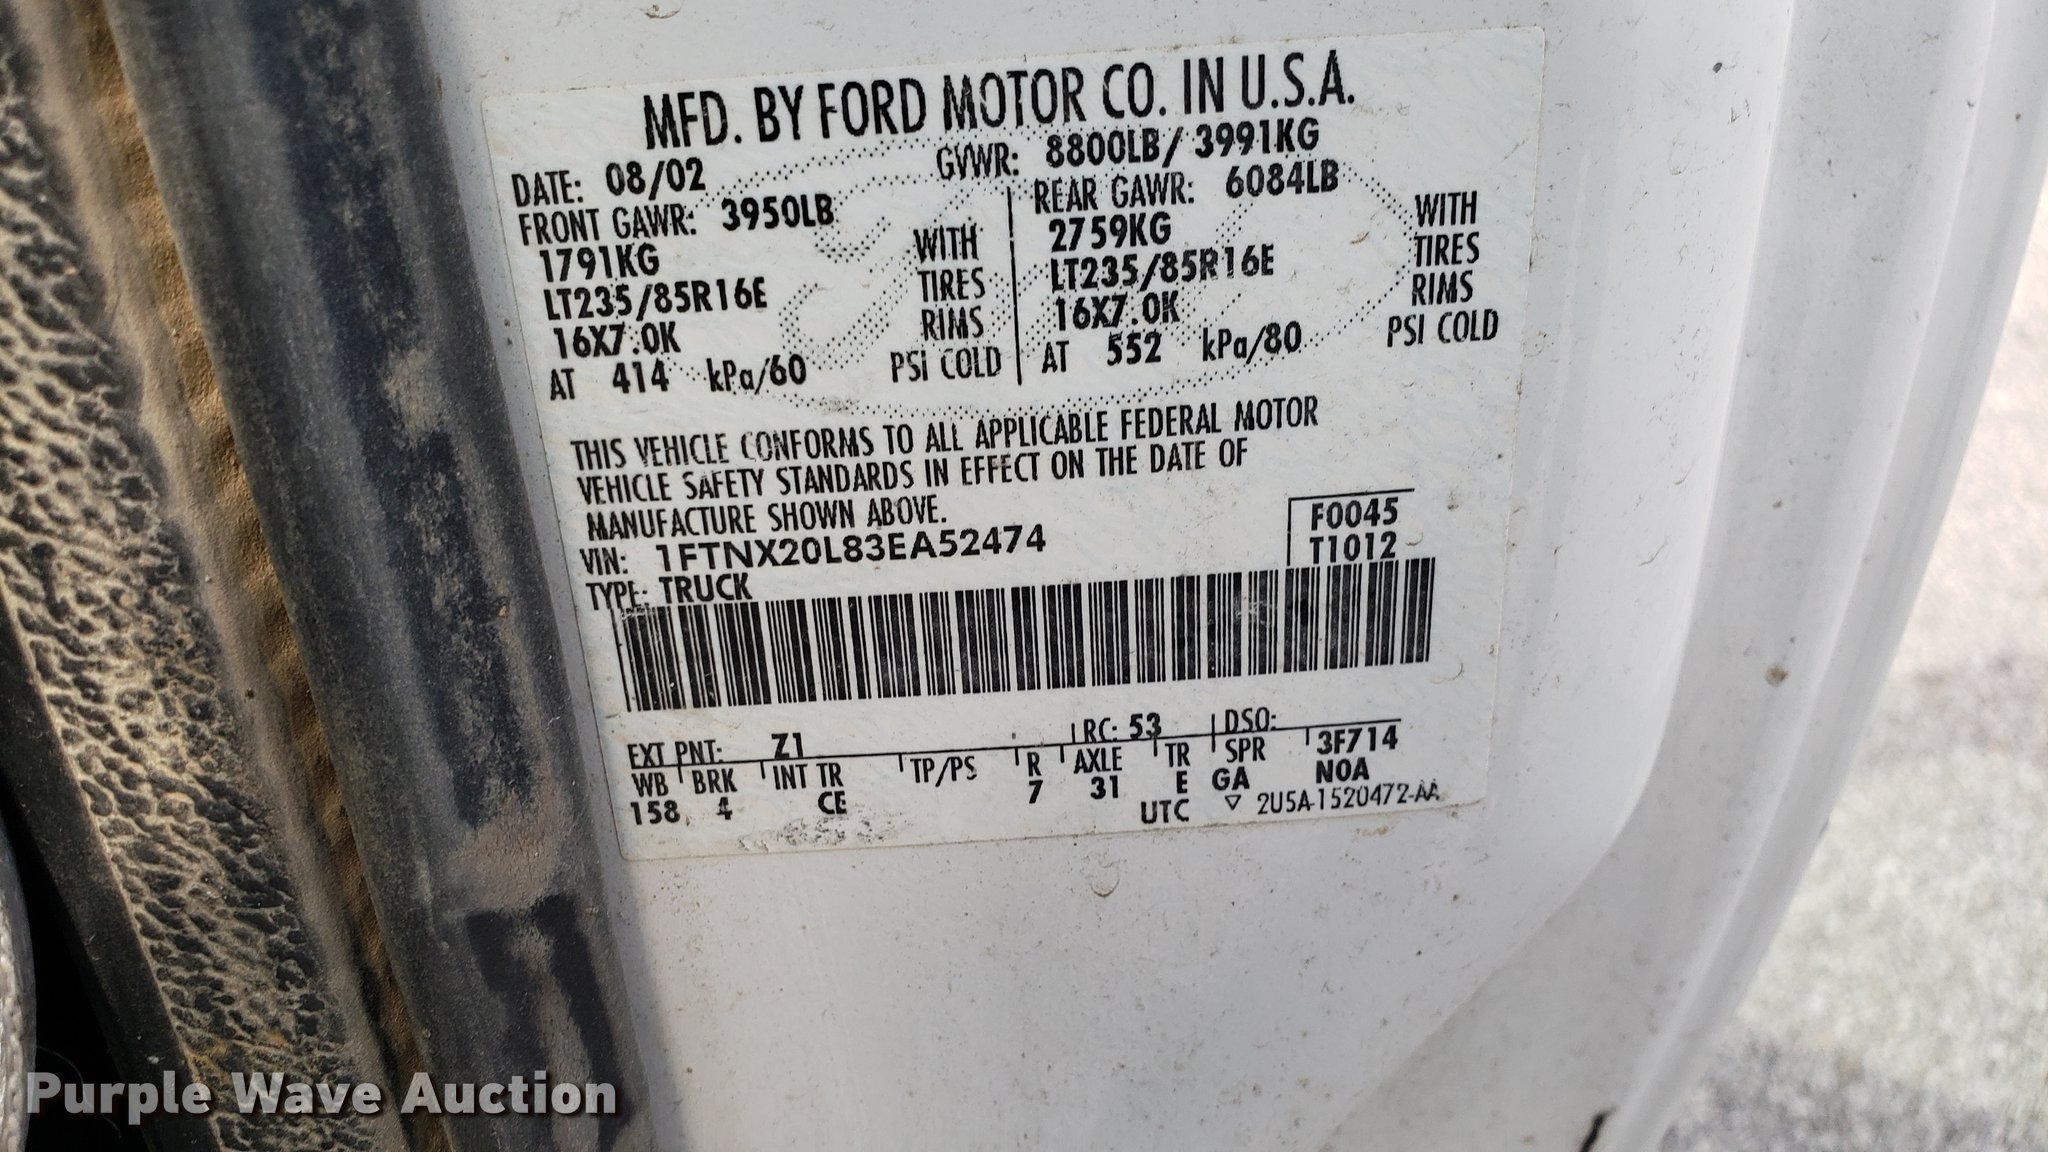 MFD. BY FORD MOTOR CO. IN U.S.A.
DATE: 08/02 GVWR: 8800LB/ 3991KG
FRONT GAWR: 3950LB REAR GAWR: 6084LB
1791KG WITH 2759KG WITH
LT235/85R16E TIRES LT235/85R16E TIRES
16X7.0K RIMS 16X7.0K RIMS
AT 414 kPa/60 PSI COLD AT 552 kPa/80 PSI COLD
THIS VEHICLE CONFORMS TO ALL APPLICABLE FEDERAL MOTOR
VEHICLE SAFETY STANDARDS IN EFFECT ON THE DATE OF
MANUFACTURE SHOWN ABOVE.
VIN: 1FTNX20L83EA52474 F0045
TYPE: TRUCK T1012
EXT PNT: Z1 RC: 53 DSO:
WB BRK INT TR TP/PS R AXLE TR SPR 3F714
158 4 CE 7 31 E GA N0A
UTC ▽ 2U5A-1520472-AA
Purple Wave Auction